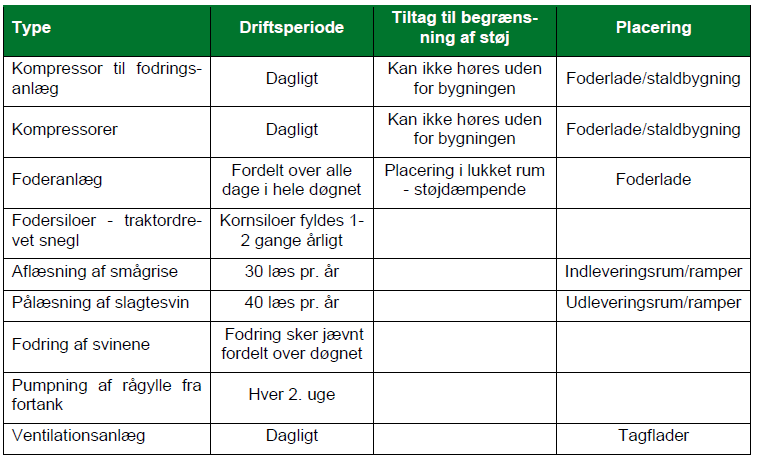 Type Driftsperiode Tiltag til begræns-
ning af støj Placering
Kompressor til fodrings-
anlæg Dagligt Kan ikke høres uden
for bygningen Foderlade/staldbygning
Kompressorer Dagligt Kan ikke høres uden
for bygningen Foderlade/staldbygning
Foderanlæg Fordelt over alle
dage i hele døgnet Placering i lukket rum
- støjdæmpende Foderlade
Fodersiloer - traktordre-
vet snegl Kornsiloer fyldes 1-
2 gange årligt
Aflæsning af smågrise 30 læs pr. år Indleveringsrum/ramper
Pålæsning af slagtesvin 40 læs pr. år Udleveringsrum/ramper
Fodring af svinene Fodring sker jævnt
fordelt over døgnet
Pumpning af rågylle fra
fortank Hver 2. uge
Ventilationsanlæg Dagligt Tagflader